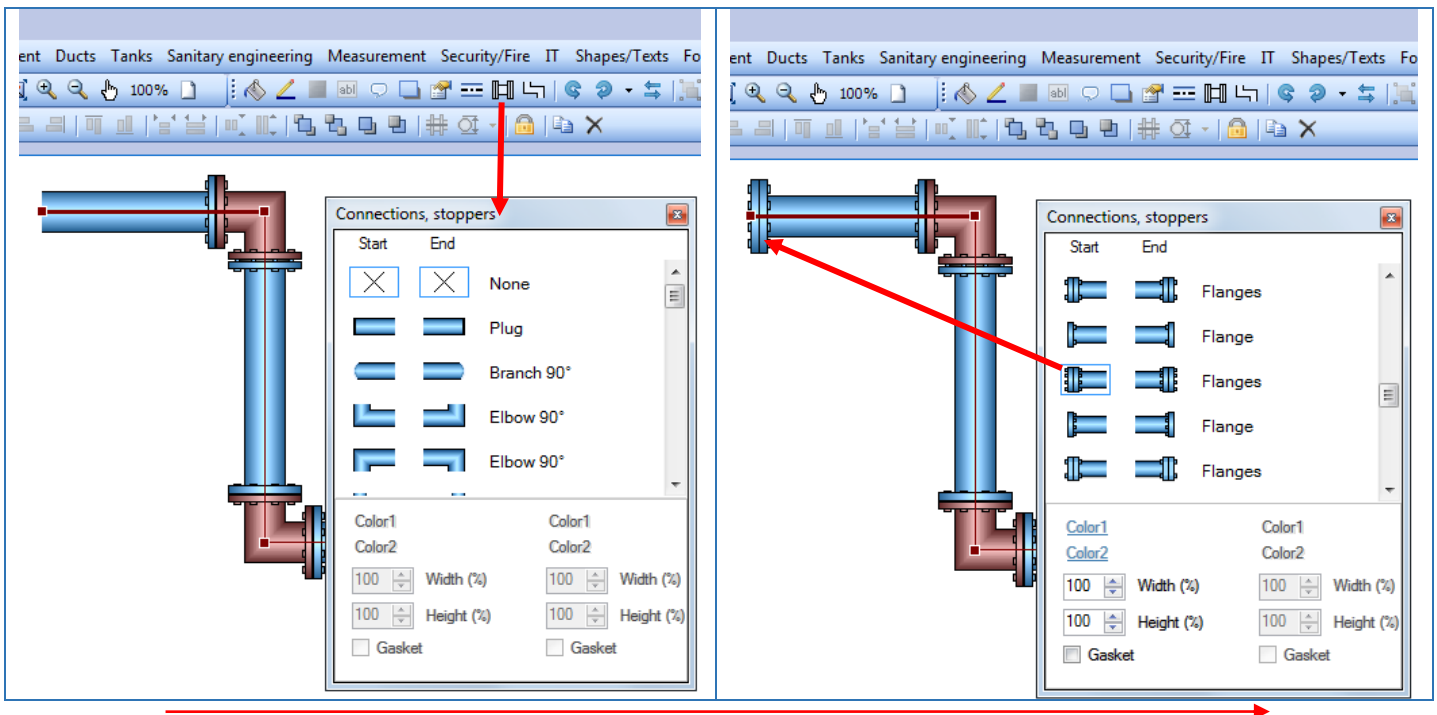 ent Ducts Tanks Sanitary engineering Measurement Security/Fire IT Shapes/Texts Fo
100% abl
Connections, stoppers
Start End
None
Plug
Branch 90°
Elbow 90°
Elbow 90°
Color1 Color1
Color2 Color2
100 Width (%) 100 Width (%)
100 Height (%) 100 Height (%)
Gasket Gasket
ent Ducts Tanks Sanitary engineering Measurement Security/Fire IT Shapes/Texts Fo
100% abl
Connections, stoppers
Start End
Flanges
Flange
Flanges
Flange
Flanges
Color1 Color1
Color2 Color2
100 Width (%) 100 Width (%)
100 Height (%) 100 Height (%)
Gasket Gasket